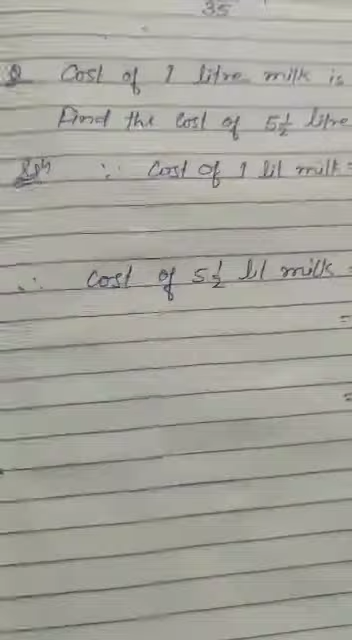 35
Q Cost of 1 litre milk is
Find the Cost of 5½ litre
Solⁿ ∵ Cost of 1 lit milk =
∴ Cost of 5½ lit milk =
=
=